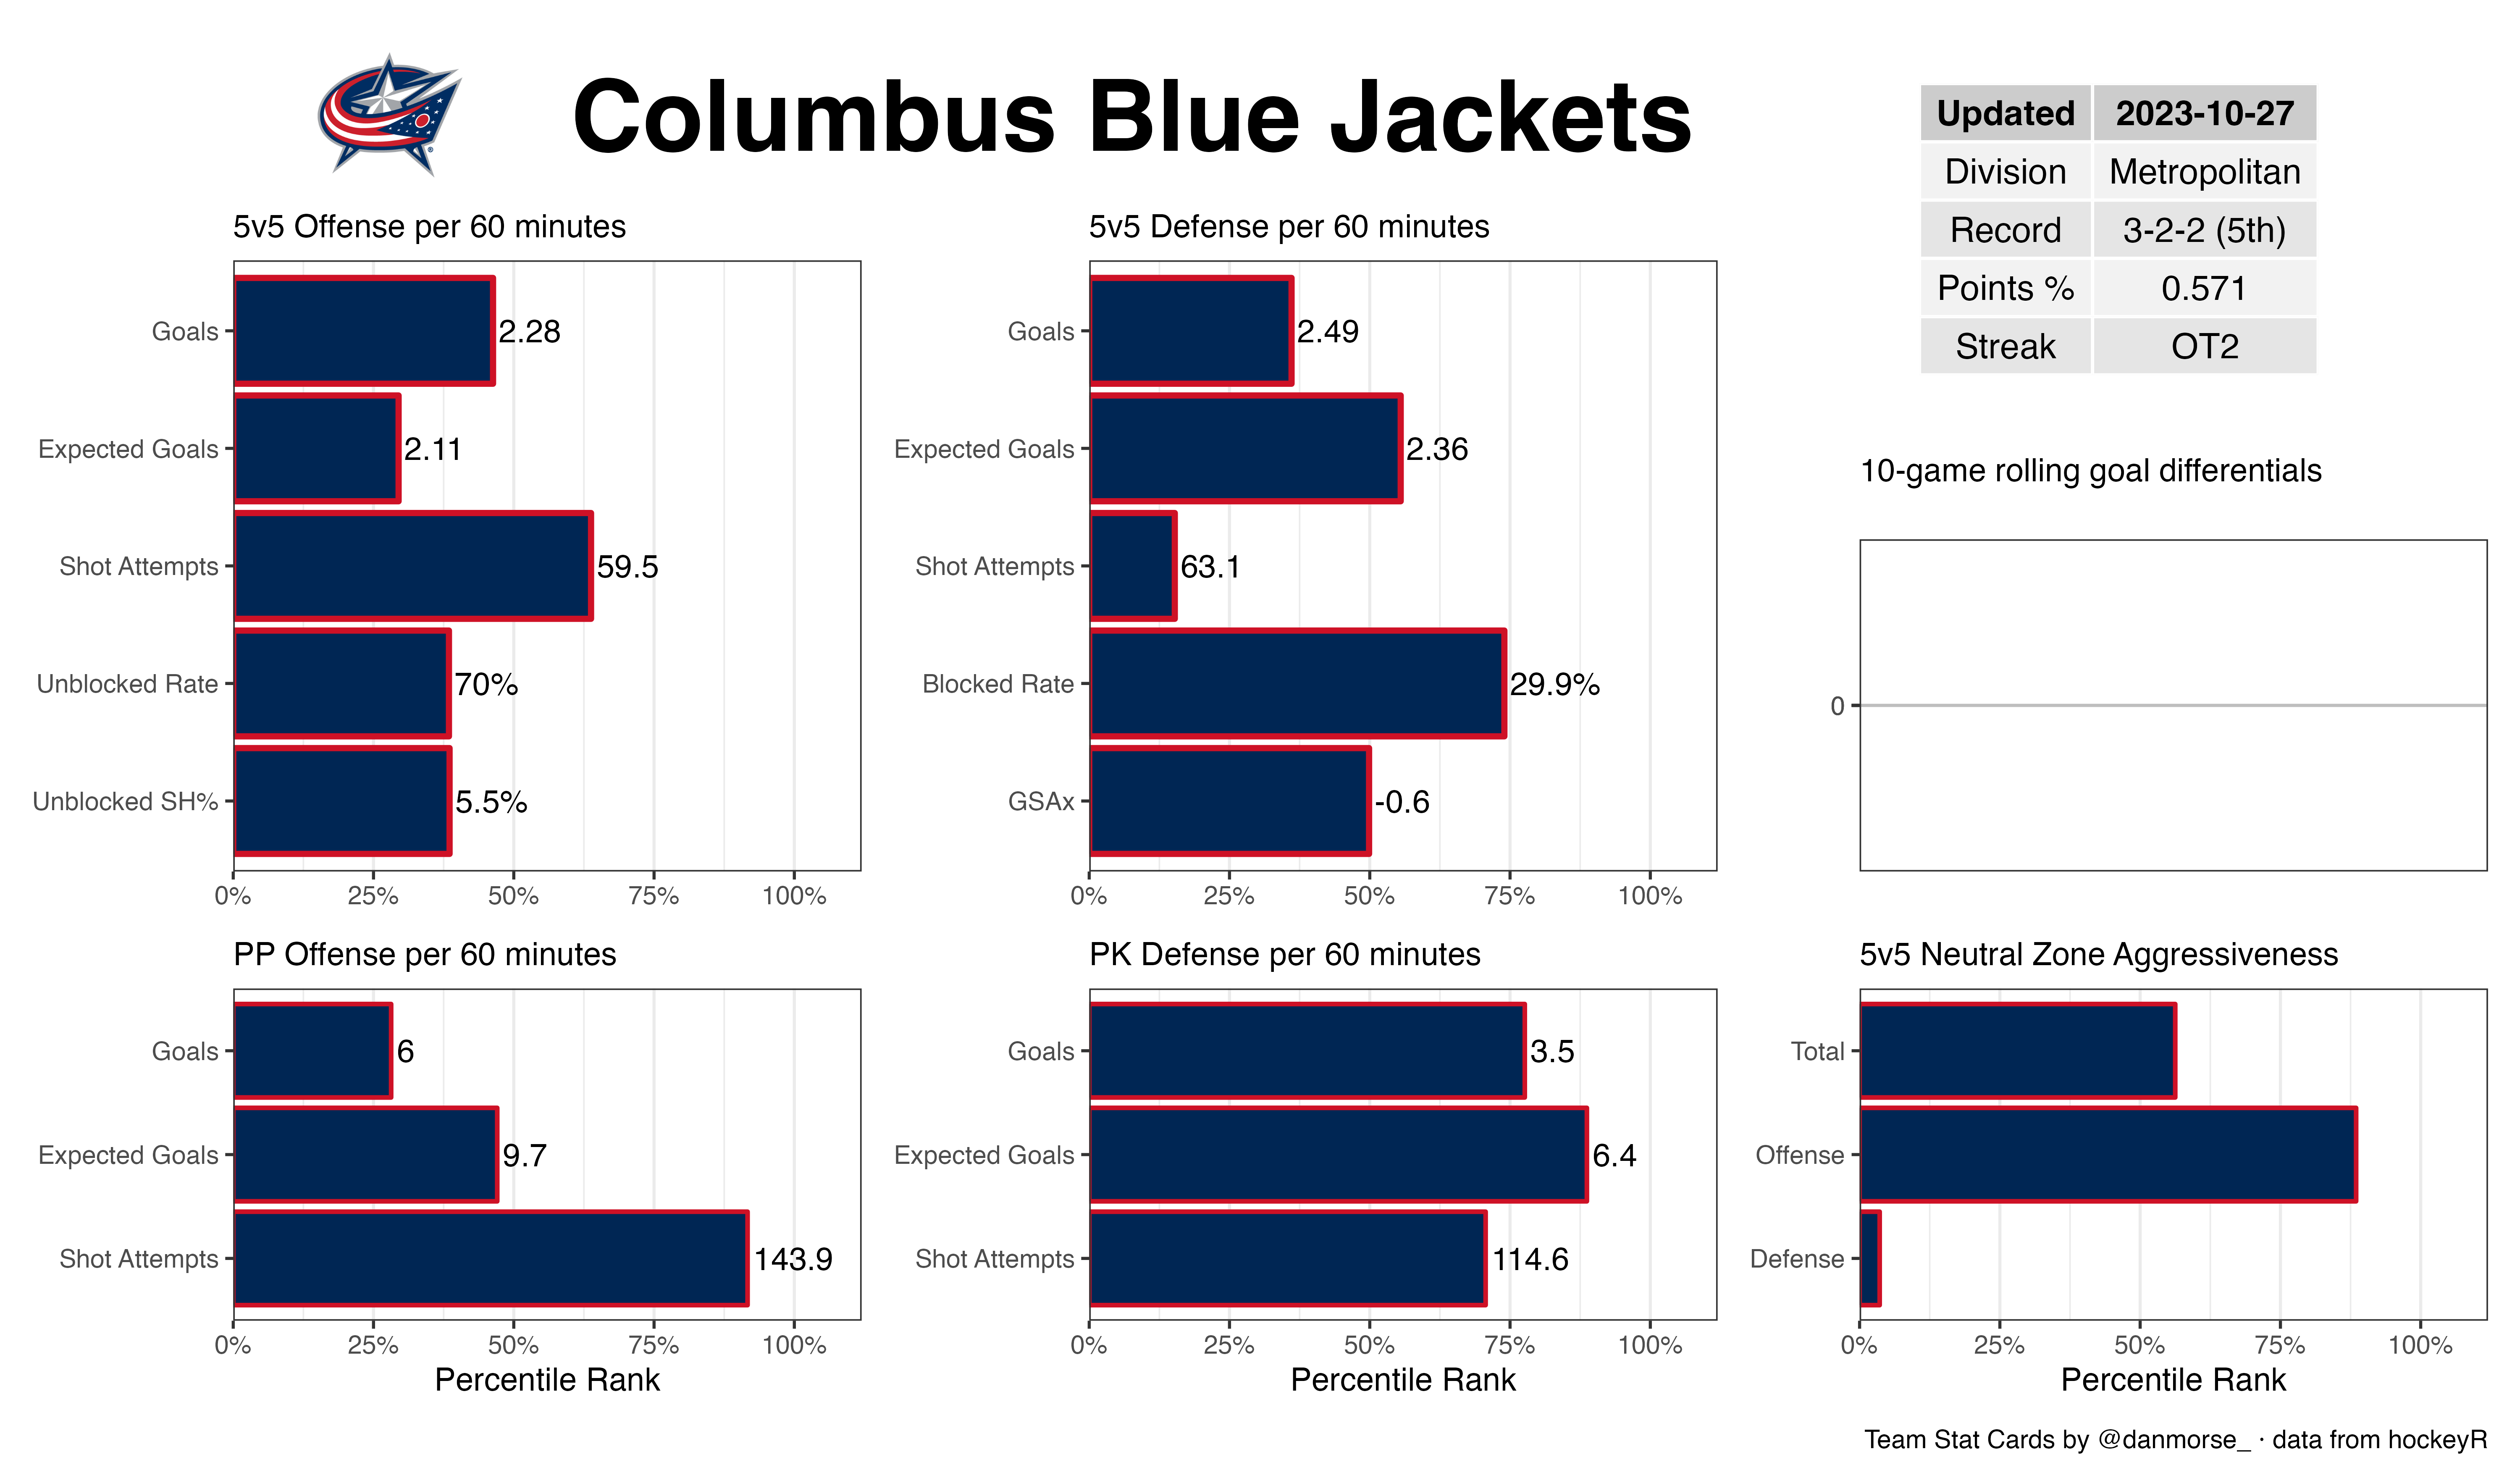 Columbus Blue Jackets
Updated 2023-10-27
Division Metropolitan
Record 3-2-2 (5th)
Points % 0.571
Streak OT2
5v5 Offense per 60 minutes
Goals 2.28
Expected Goals 2.11
Shot Attempts 59.5
Unblocked Rate 70%
Unblocked SH% 5.5%
0% 25% 50% 75% 100%
5v5 Defense per 60 minutes
Goals 2.49
Expected Goals 2.36
Shot Attempts 63.1
Blocked Rate 29.9%
GSAx -0.6
0% 25% 50% 75% 100%
10-game rolling goal differentials
0
PP Offense per 60 minutes
Goals 6
Expected Goals 9.7
Shot Attempts 143.9
0% 25% 50% 75% 100%
Percentile Rank
PK Defense per 60 minutes
Goals 3.5
Expected Goals 6.4
Shot Attempts 114.6
0% 25% 50% 75% 100%
Percentile Rank
5v5 Neutral Zone Aggressiveness
Total
Offense
Defense
0% 25% 50% 75% 100%
Percentile Rank
Team Stat Cards by @danmorse_ · data from hockeyR